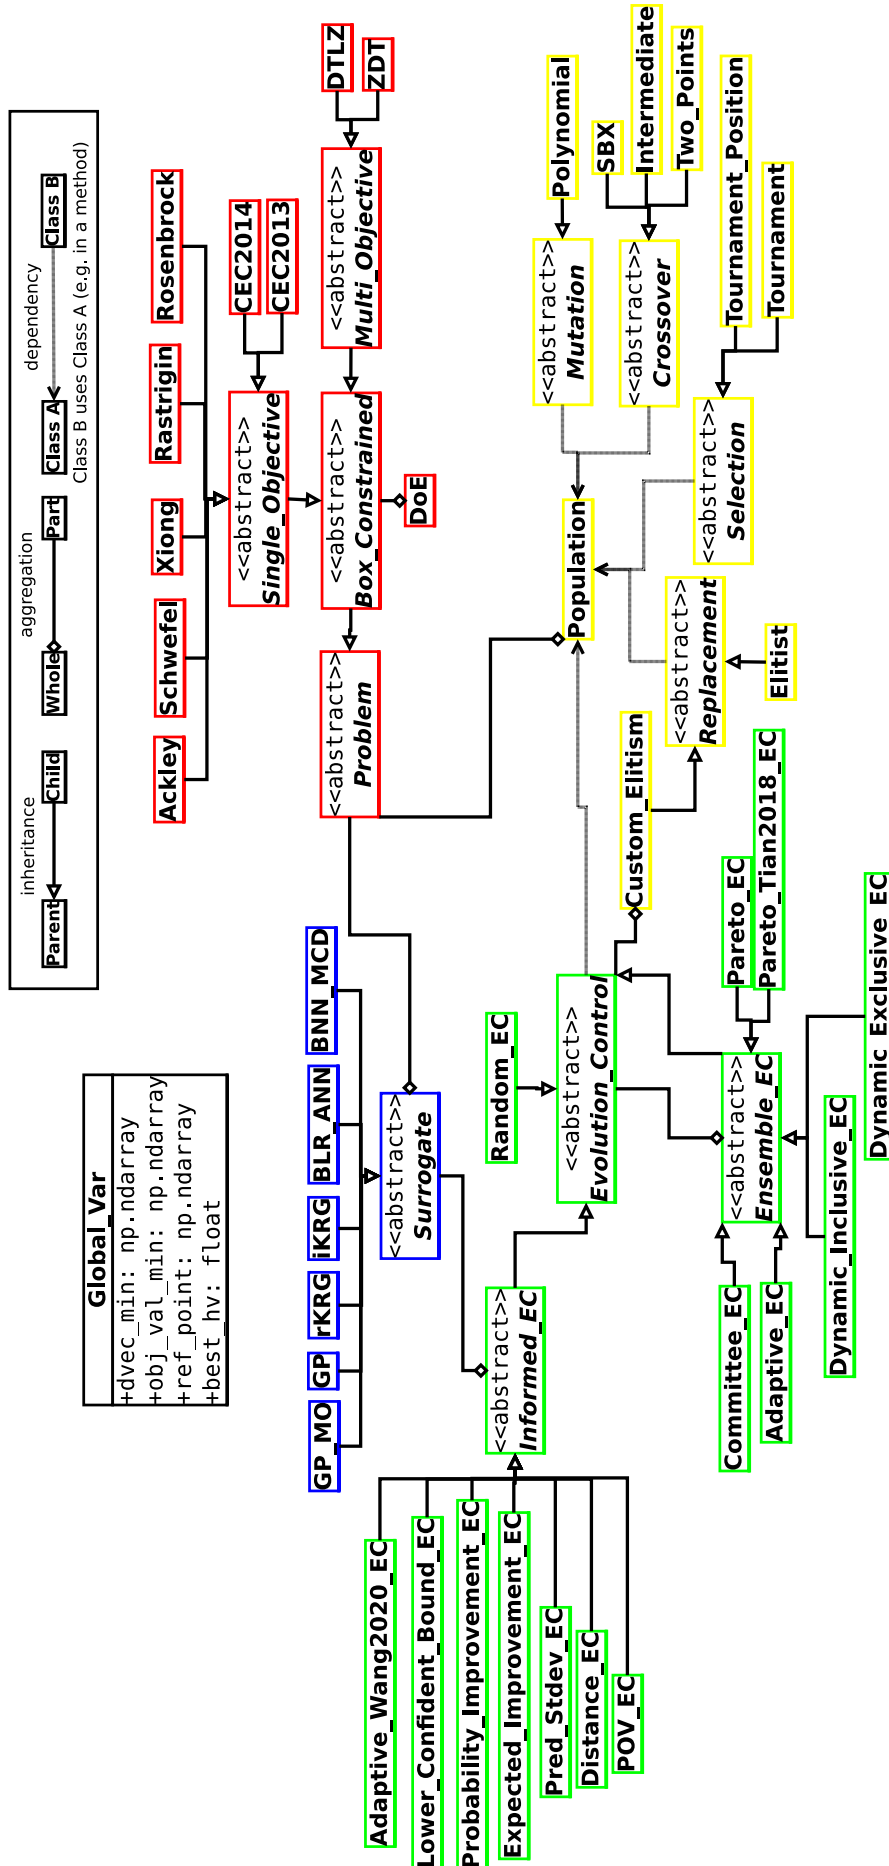 inheritance
Parent
Child
aggregation
Whole
Part
dependency
Class A
Class B
Class B uses Class A (e.g. in a method)
Global_Var
+dvec_min: np.ndarray
+obj_val_min: np.ndarray
+ref_point: np.ndarray
+best_hv: float
Ackley
Schwefel
Xiong
Rastrigin
Rosenbrock
CEC2014
CEC2013
<<abstract>>
Single_Objective
DTLZ
ZDT
<<abstract>>
Problem
<<abstract>>
Box_Constrained
<<abstract>>
Multi_Objective
DoE
GP_MO
GP
rKRG
iKRG
BLR_ANN
BNN_MCD
<<abstract>>
Surrogate
Adaptive_Wang2020_EC
Lower_Confident_Bound_EC
Probability_Improvement_EC
Expected_Improvement_EC
Pred_Stdev_EC
Distance_EC
POV_EC
<<abstract>>
Informed_EC
Random_EC
<<abstract>>
Evolution_Control
Population
<<abstract>>
Mutation
Polynomial
<<abstract>>
Crossover
SBX
Intermediate
Two_Points
Custom_Elitism
<<abstract>>
Replacement
Elitist
<<abstract>>
Selection
Tournament_Position
Tournament
Committee_EC
Adaptive_EC
<<abstract>>
Ensemble_EC
Pareto_EC
Pareto_Tian2018_EC
Dynamic_Inclusive_EC
Dynamic_Exclusive_EC